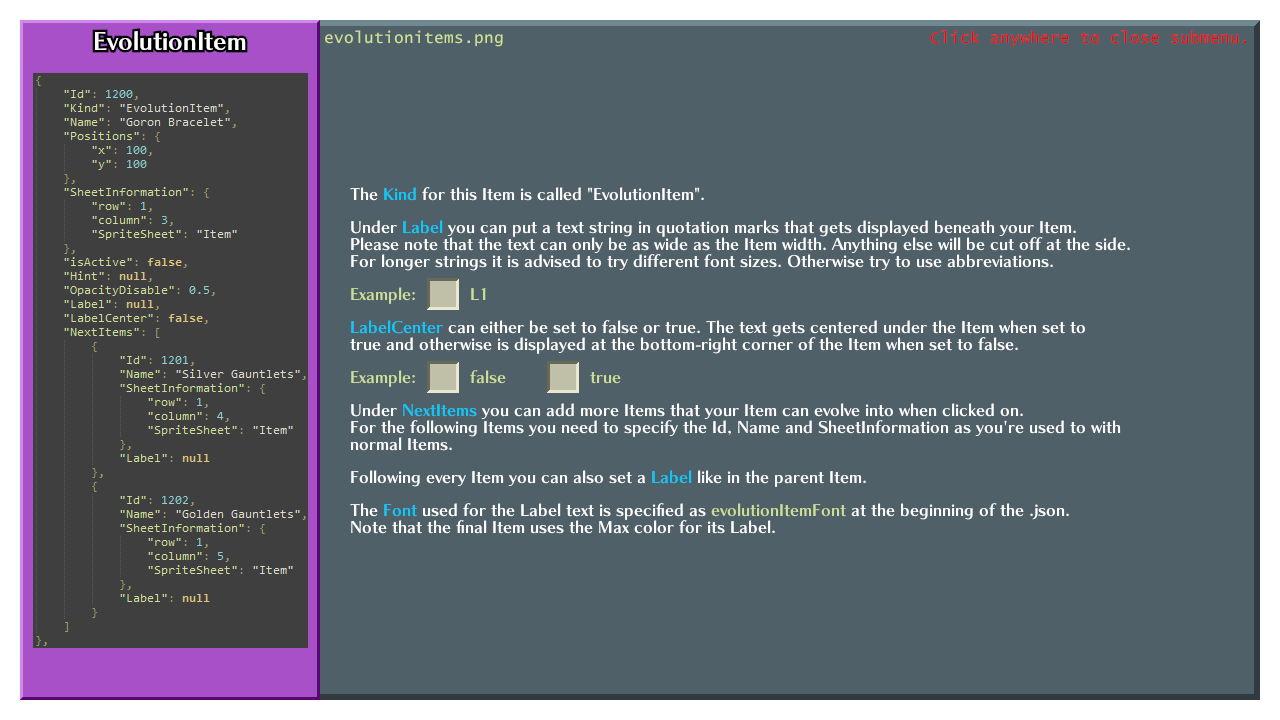 EvolutionItem
{
"Id": 1200,
"Kind": "EvolutionItem",
"Name": "Goron Bracelet",
"Positions": {
"x": 100,
"y": 100
},
"SheetInformation": {
"row": 1,
"column": 3,
"SpriteSheet": "Item"
},
"isActive": false,
"Hint": null,
"OpacityDisable": 0.5,
"Label": null,
"LabelCenter": false,
"NextItems": [
{
"Id": 1201,
"Name": "Silver Gauntlets",
"SheetInformation": {
"row": 1,
"column": 4,
"SpriteSheet": "Item"
},
"Label": null
},
{
"Id": 1202,
"Name": "Golden Gauntlets",
"SheetInformation": {
"row": 1,
"column": 5,
"SpriteSheet": "Item"
},
"Label": null
}
]
},
evolutionitems.png
Click anywhere to close submenu.
The Kind for this Item is called "EvolutionItem".
Under Label you can put a text string in quotation marks that gets displayed beneath your Item.
Please note that the text can only be as wide as the Item width. Anything else will be cut off at the side.
For longer strings it is advised to try different font sizes. Otherwise try to use abbreviations.
Example: L1
LabelCenter can either be set to false or true. The text gets centered under the Item when set to
true and otherwise is displayed at the bottom-right corner of the Item when set to false.
Example: false true
Under NextItems you can add more Items that your Item can evolve into when clicked on.
For the following Items you need to specify the Id, Name and SheetInformation as you're used to with
normal Items.
Following every Item you can also set a Label like in the parent Item.
The Font used for the Label text is specified as evolutionItemFont at the beginning of the .json.
Note that the final Item uses the Max color for its Label.